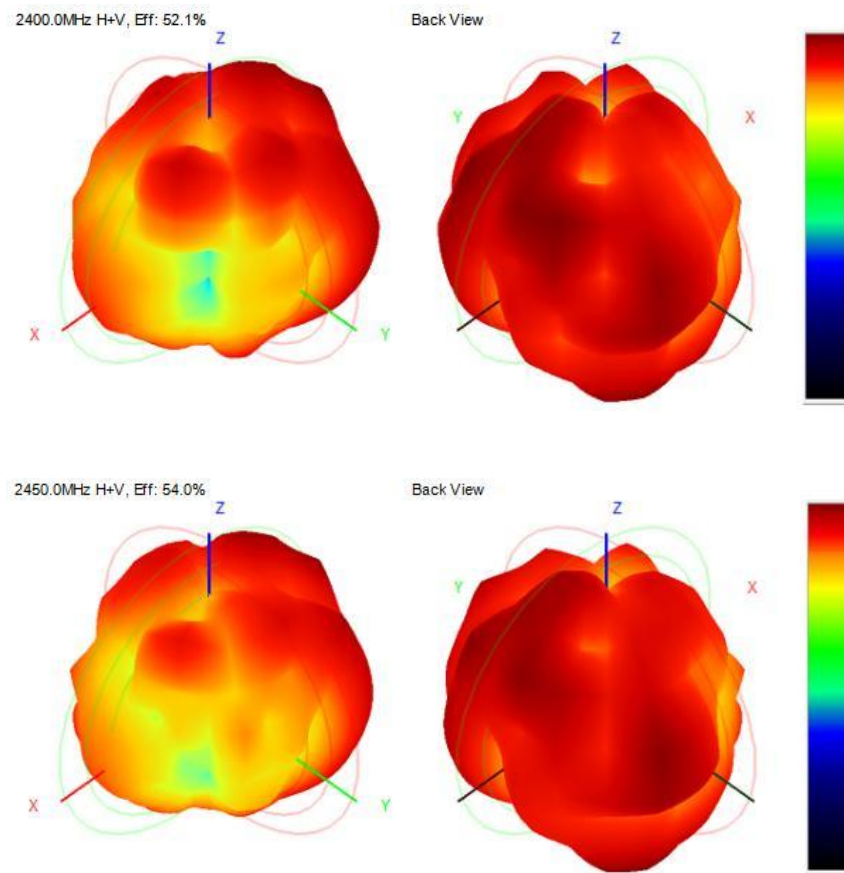 2400.0MHz H+V, Eff: 52.1%
Back View
Z
Z
Y
X
X
Y
2450.0MHz H+V, Eff: 54.0%
Back View
Z
Z
Y
X
X
Y